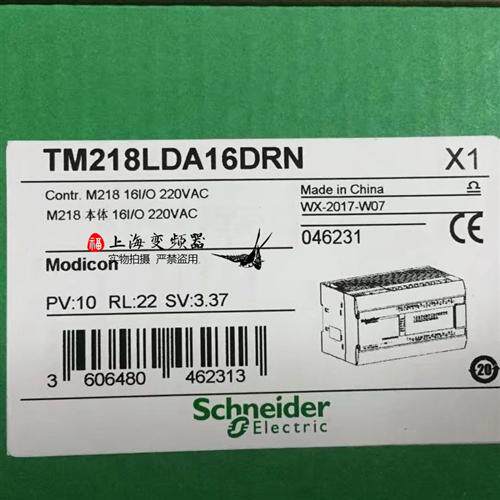 TM218LDA16DRN
X1
Contr. M218 16I/O 220VAC
M218 本体 16I/O 220VAC
Made in China
WX-2017-W07
046231
CE
福 上海变频器
实物拍摄 严禁盗用
Modicon
PV:10 RL:22 SV:3.37
3 606480 462313
20
Schneider
Electric